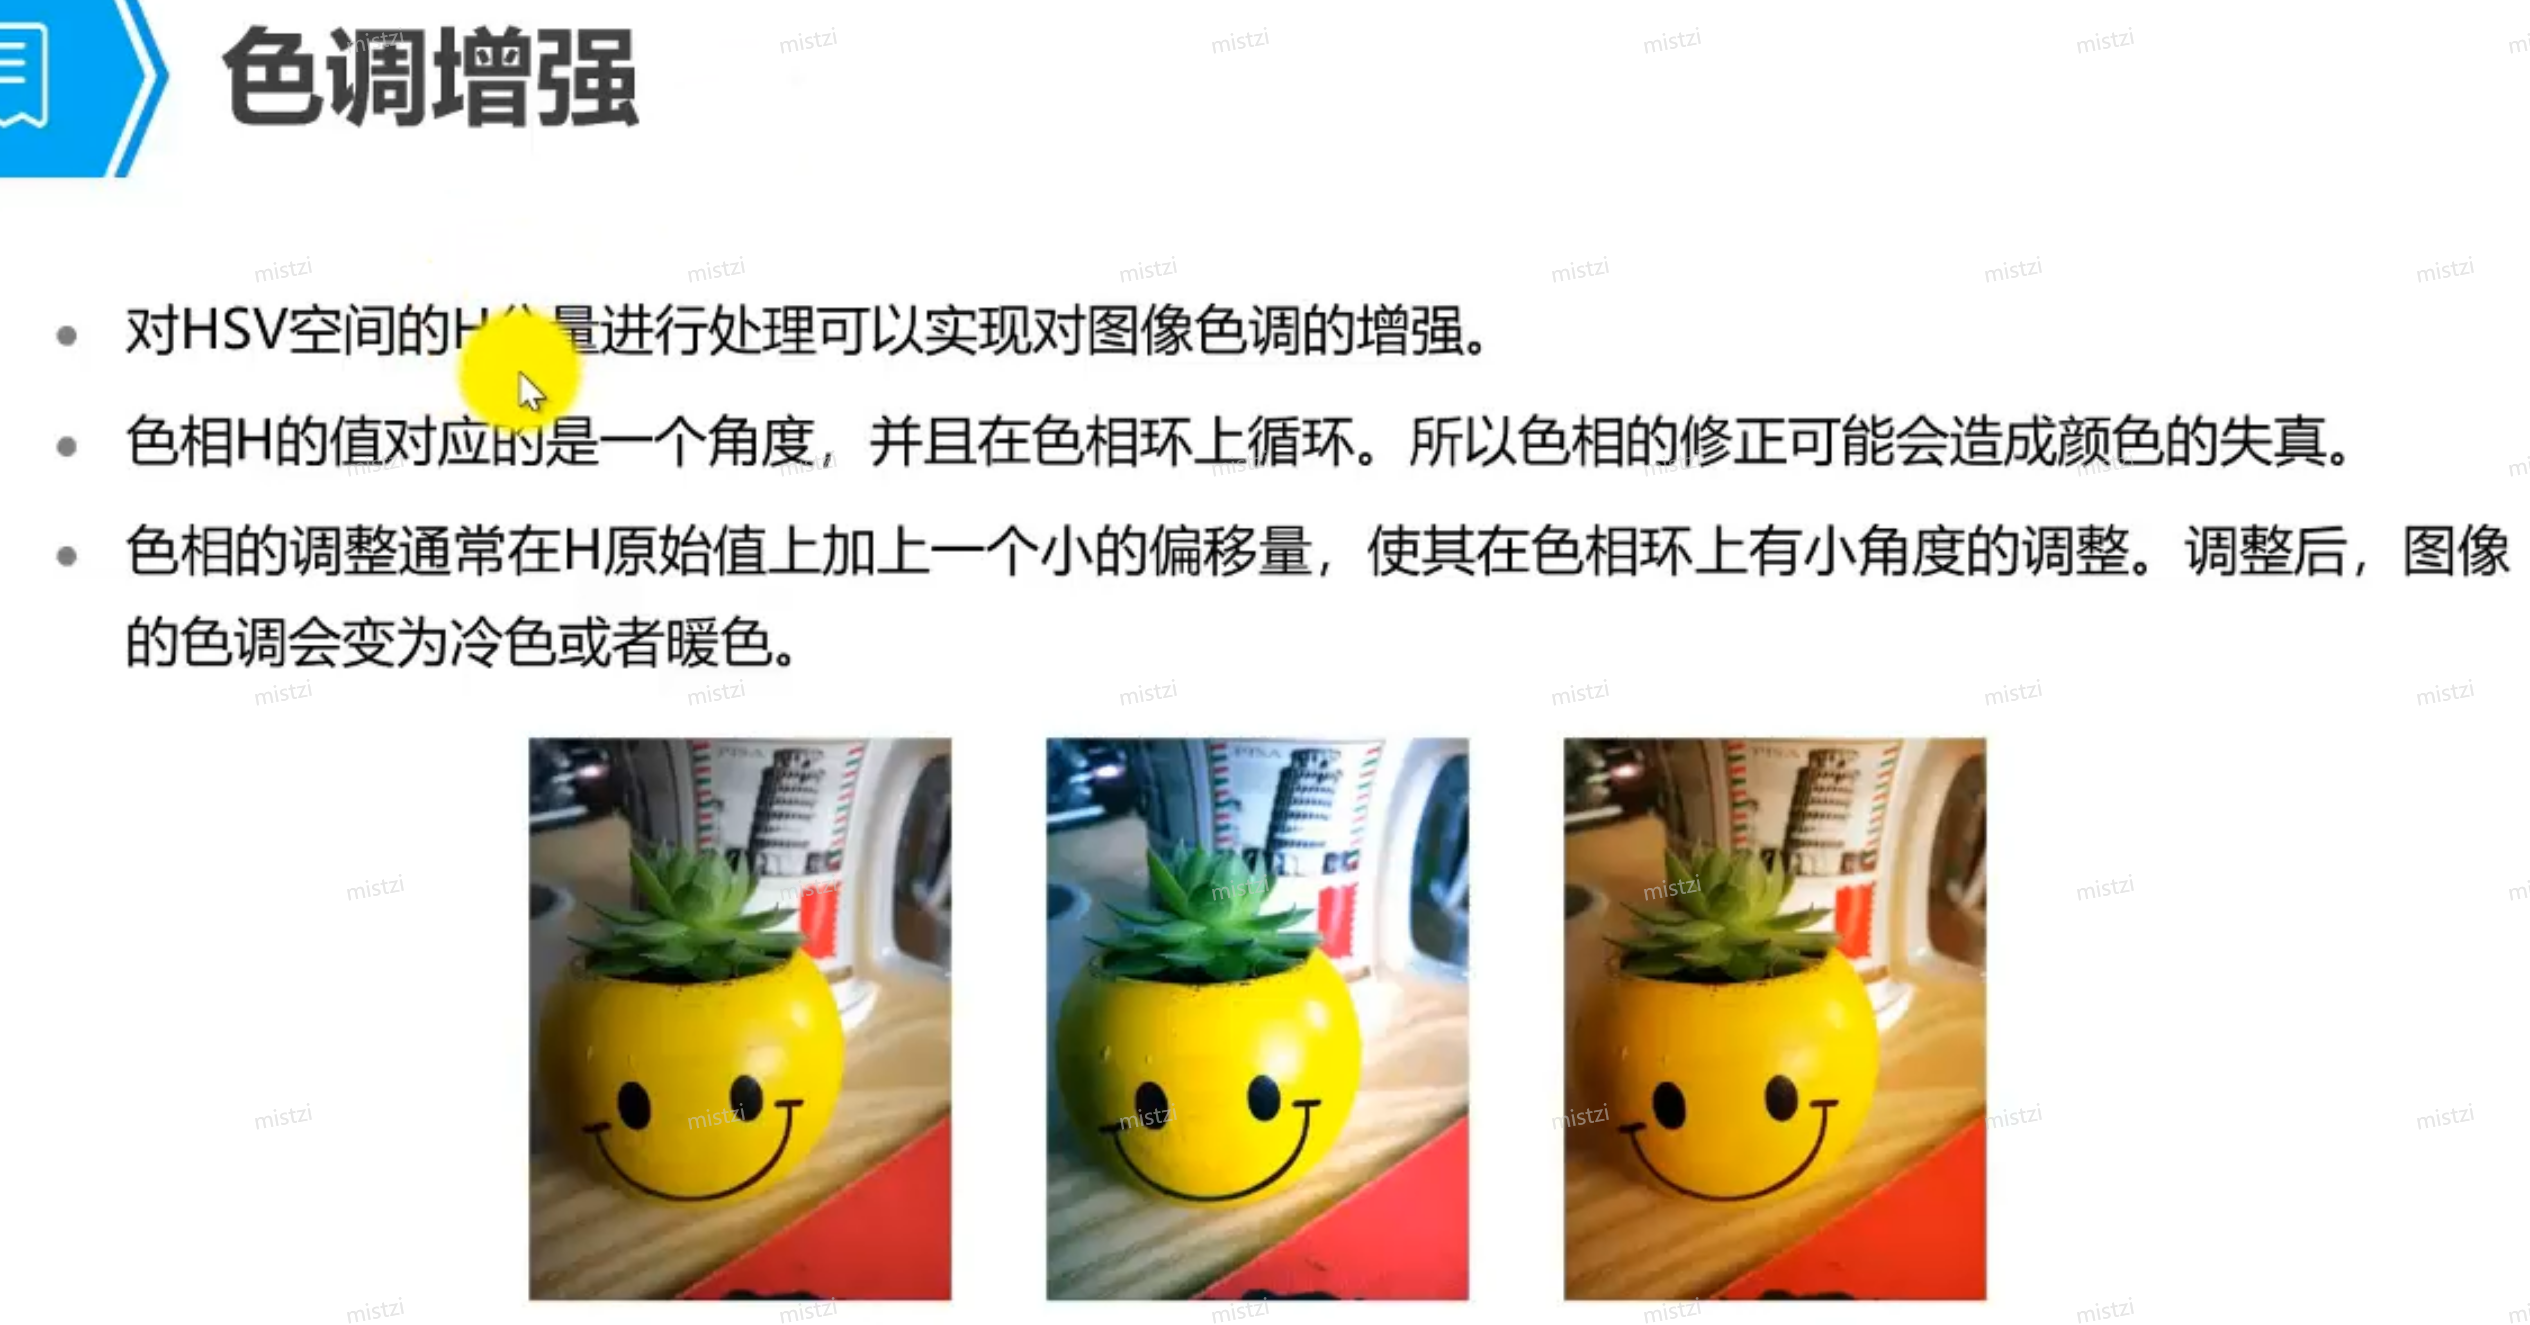 色调增强
对HSV空间的H分量进行处理可以实现对图像色调的增强。
色相H的值对应的是一个角度，并且在色相环上循环。所以色相的修正可能会造成颜色的失真。
色相的调整通常在H原始值上加上一个小的偏移量，使其在色相环上有小角度的调整。调整后，图像
的色调会变为冷色或者暖色。
PISA PISA PISA
mistzi